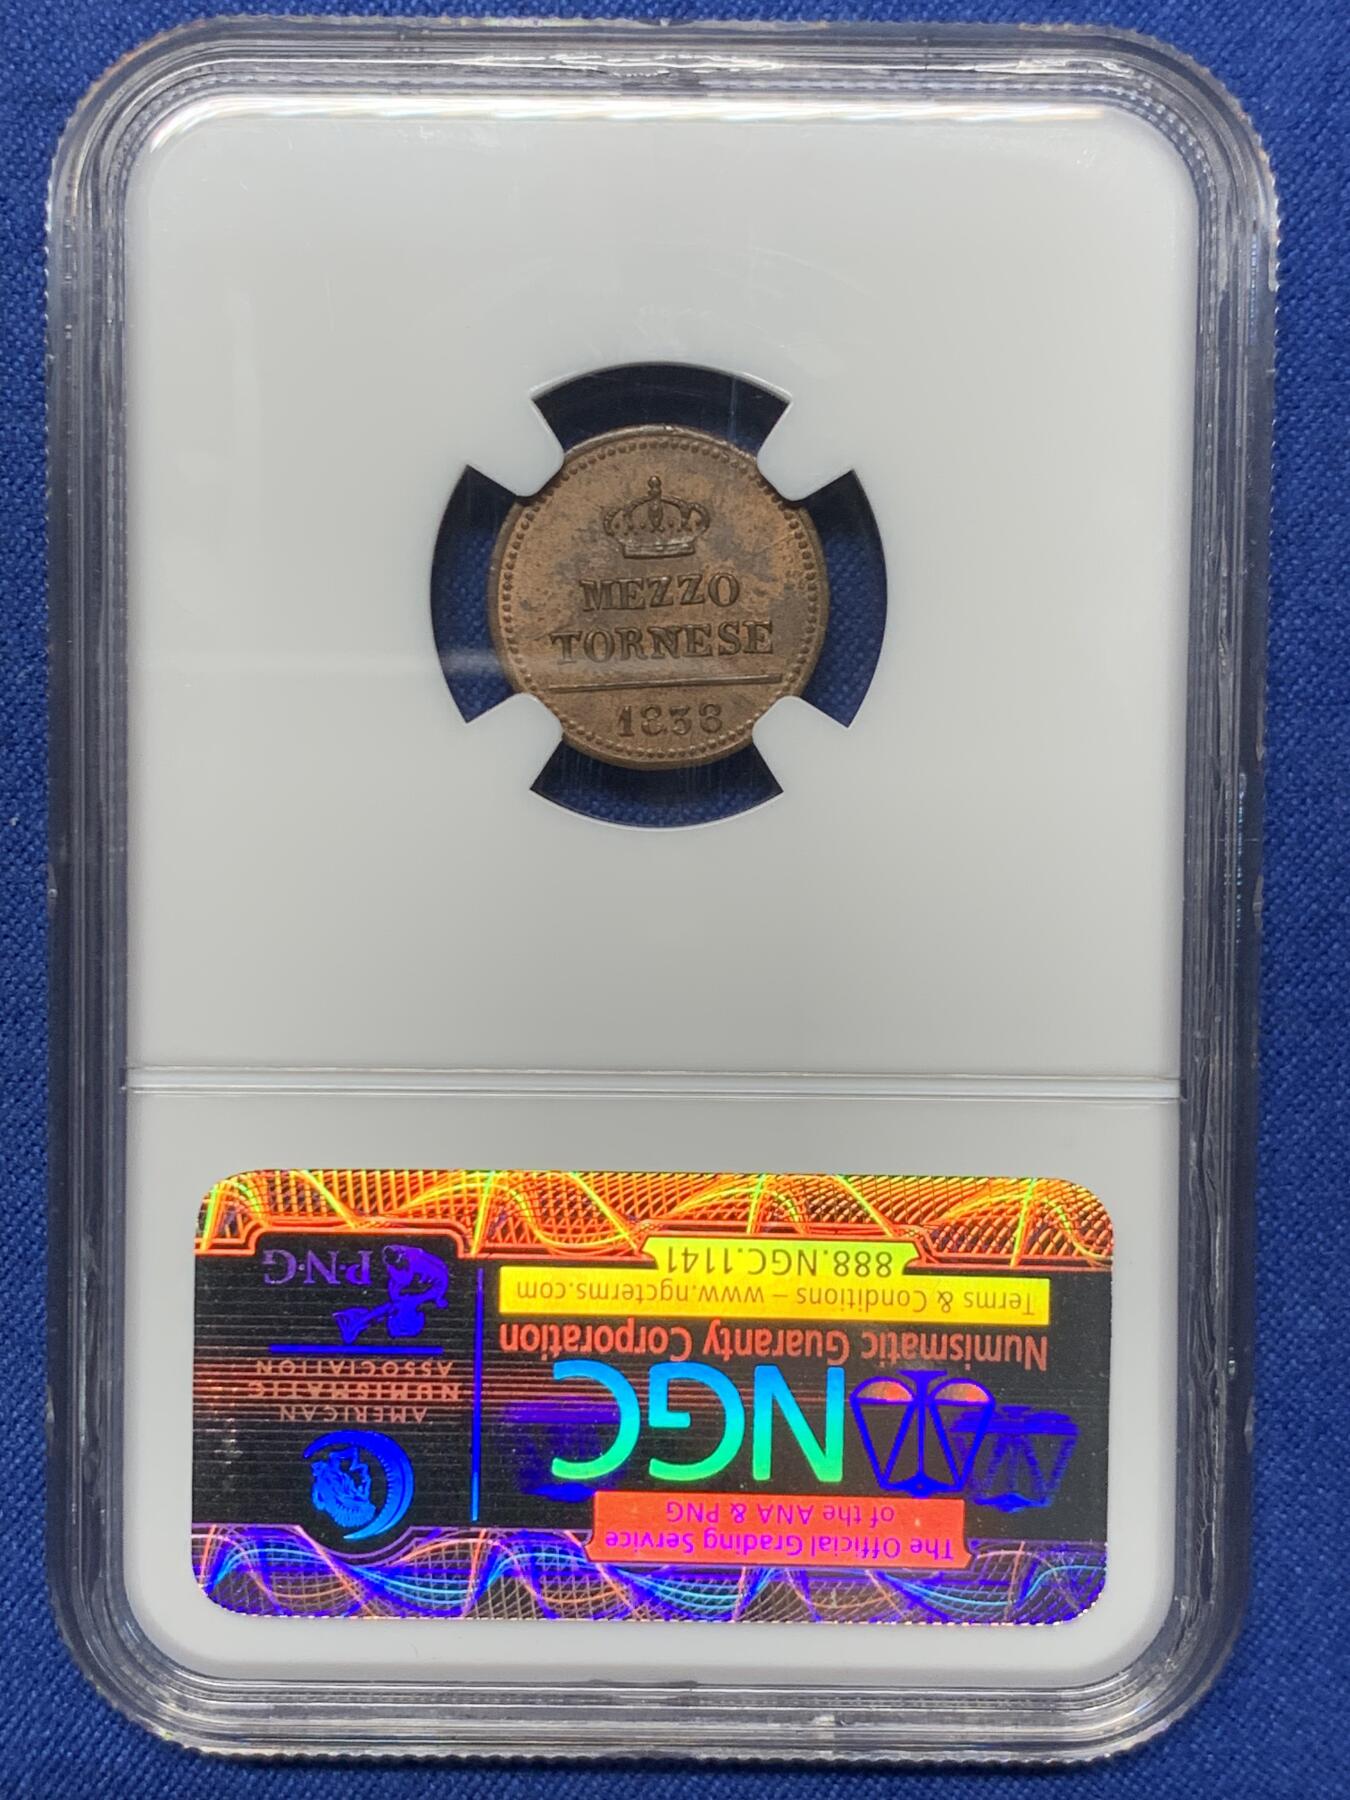 MEZZO
TORNESE
1838
The Official Grading Service
of the ANA & PNG
NGC
Numismatic Guaranty Corporation
Terms & Conditions – www.ngcterms.com
888.NGC.1141
AMERICAN
NUMISMATIC
ASSOCIATION
P·N·G